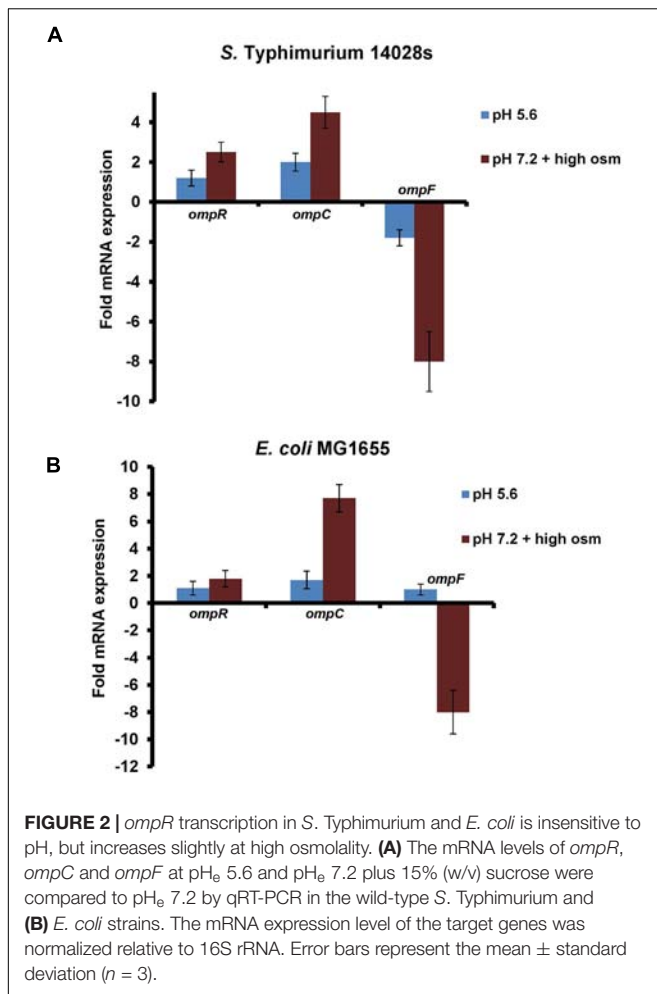 A
S. Typhimurium 14028s
Fold mRNA expression
4
2
0
-2
-4
-6
-8
-10
ompR
ompC
ompF
pH 5.6
pH 7.2 + high osm
B
E. coli MG1655
Fold mRNA expression
10
8
6
4
2
0
-2
-4
-6
-8
-10
-12
ompR
ompC
ompF
pH 5.6
pH 7.2 + high osm
FIGURE 2 | ompR transcription in S. Typhimurium and E. coli is insensitive to
pH, but increases slightly at high osmolality. (A) The mRNA levels of ompR,
ompC and ompF at pHe 5.6 and pHe 7.2 plus 15% (w/v) sucrose were
compared to pHe 7.2 by qRT-PCR in the wild-type S. Typhimurium and
(B) E. coli strains. The mRNA expression level of the target genes was
normalized relative to 16S rRNA. Error bars represent the mean ± standard
deviation (n = 3).